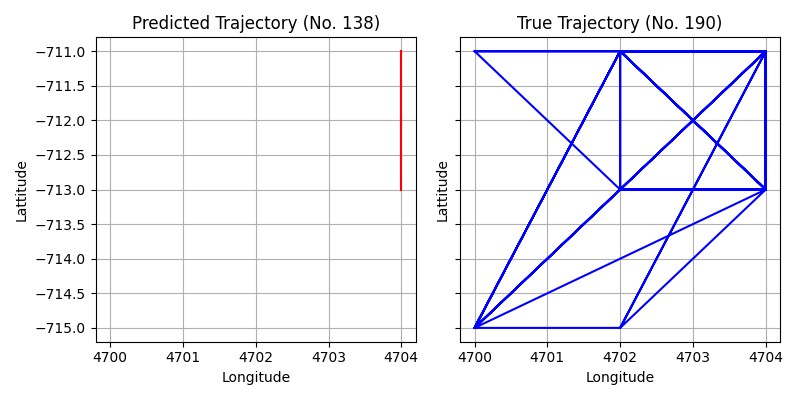 Predicted Trajectory (No. 138)
Lattitude
−711.0
−711.5
−712.0
−712.5
−713.0
−713.5
−714.0
−714.5
−715.0
4700 4701 4702 4703 4704
Longitude
True Trajectory (No. 190)
Lattitude
4700 4701 4702 4703 4704
Longitude